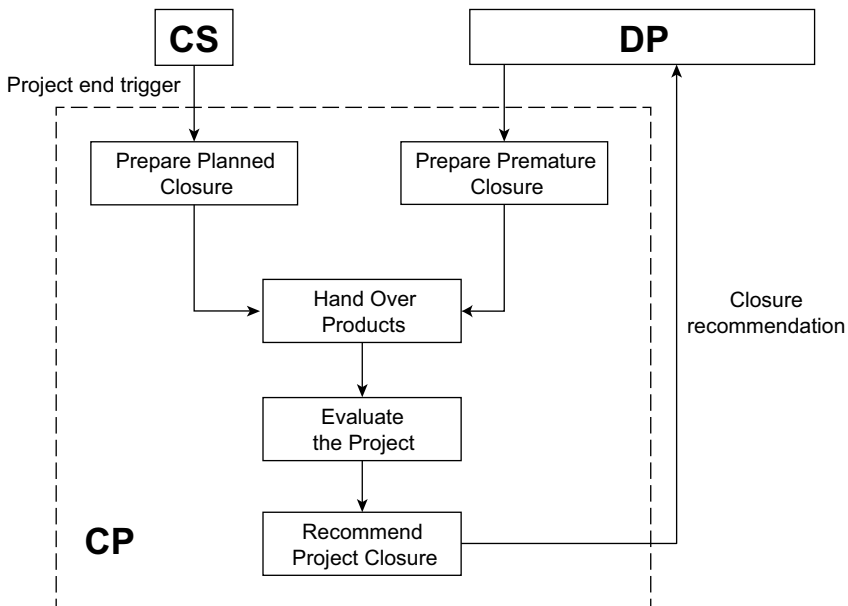 CS
DP
Project end trigger
Prepare Planned
Closure
Prepare Premature
Closure
Hand Over
Products
Closure
recommendation
Evaluate
the Project
CP
Recommend
Project Closure